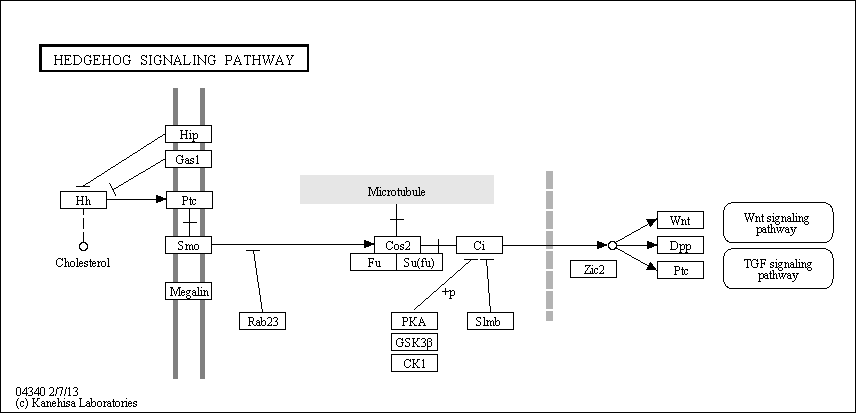 HEDGEHOG SIGNALING PATHWAY
Hip
Gas1
Hh
Ptc
Microtubule
Wnt
Wnt signaling
pathway
Smo
Cos2
Ci
Dpp
Cholesterol
Fu
Su(fu)
Zic2
Ptc
TGF signaling
pathway
Megalin
+p
Rab23
PKA
Slmb
GSK3β
CK1
04340 2/7/13
(c) Kanehisa Laboratories